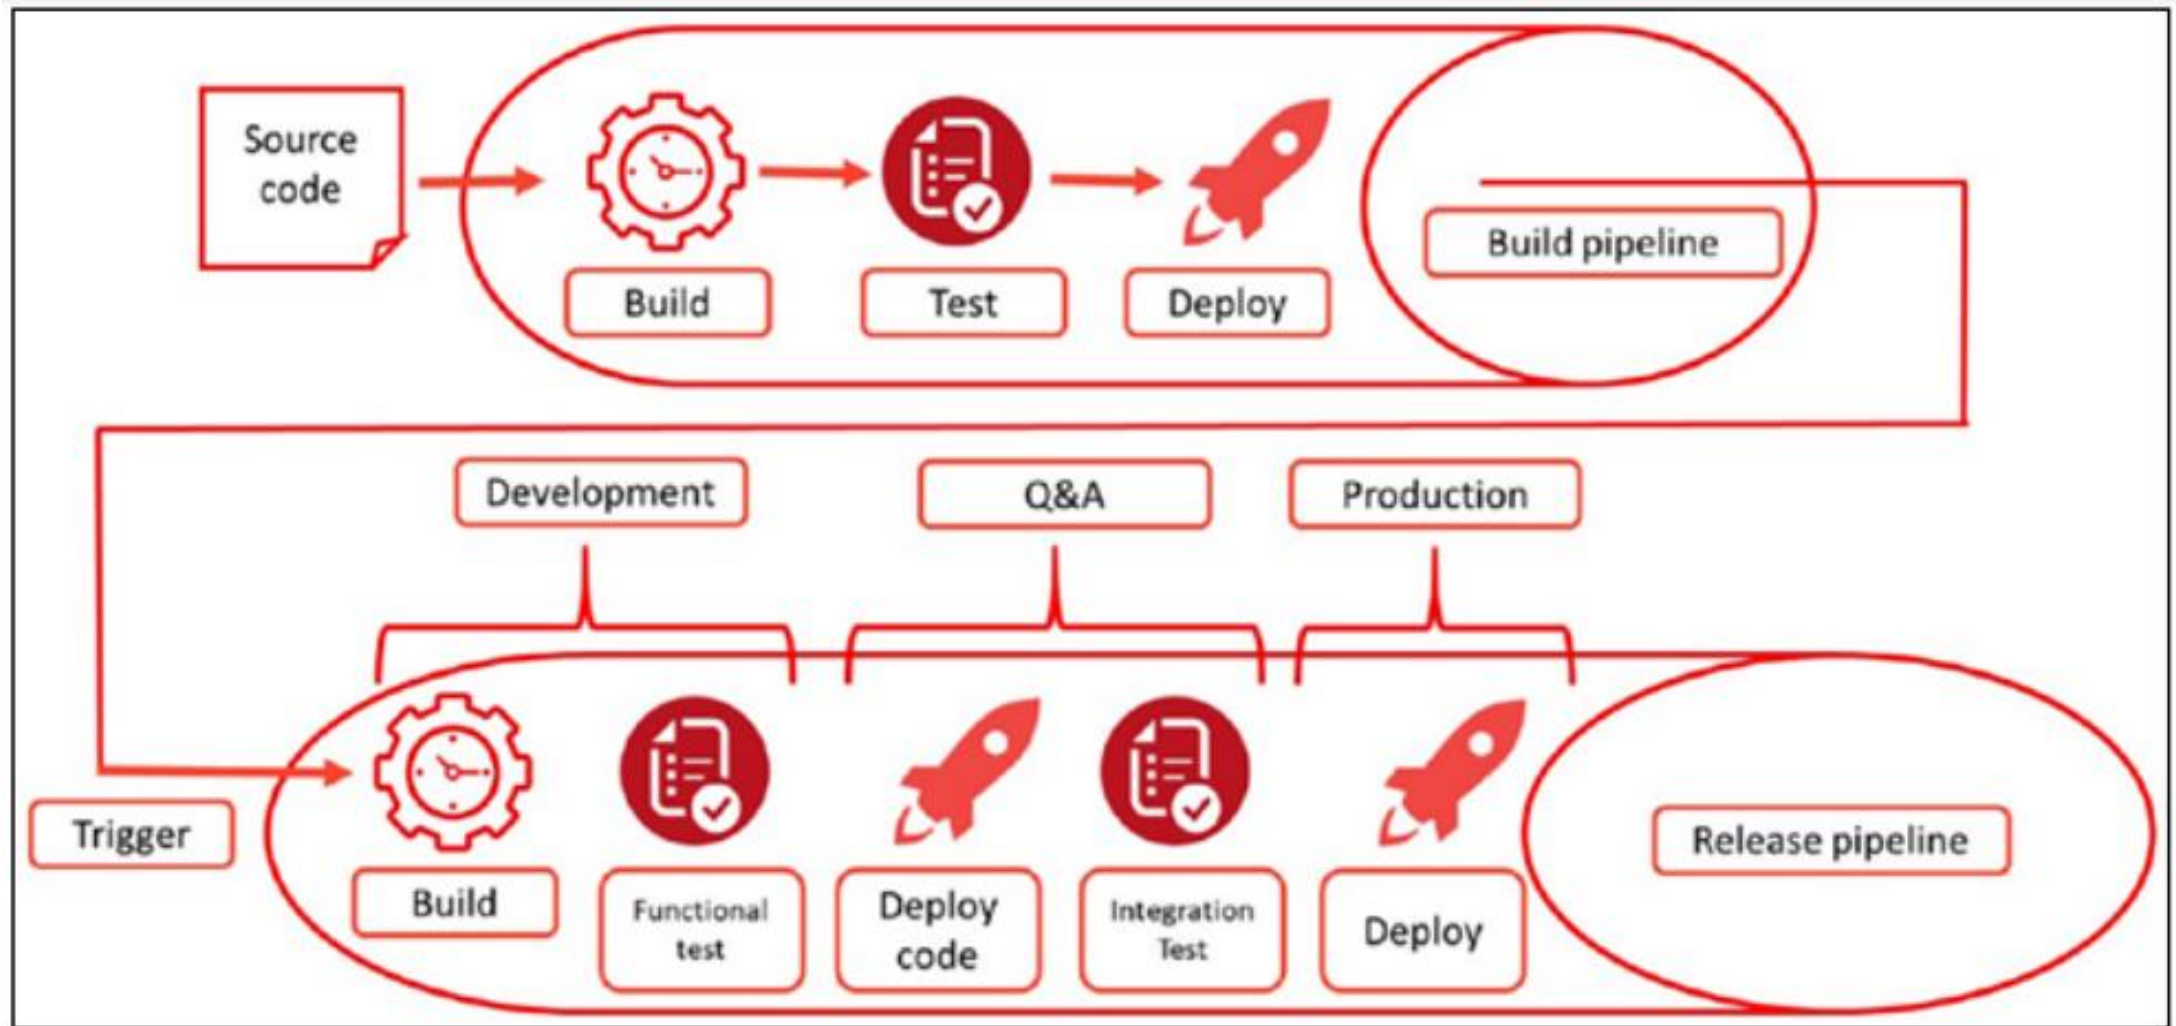 Source
code
Build
Test
Deploy
Build pipeline
Development
Q&A
Production
Trigger
Build
Functional
test
Deploy
code
Integration
Test
Deploy
Release pipeline